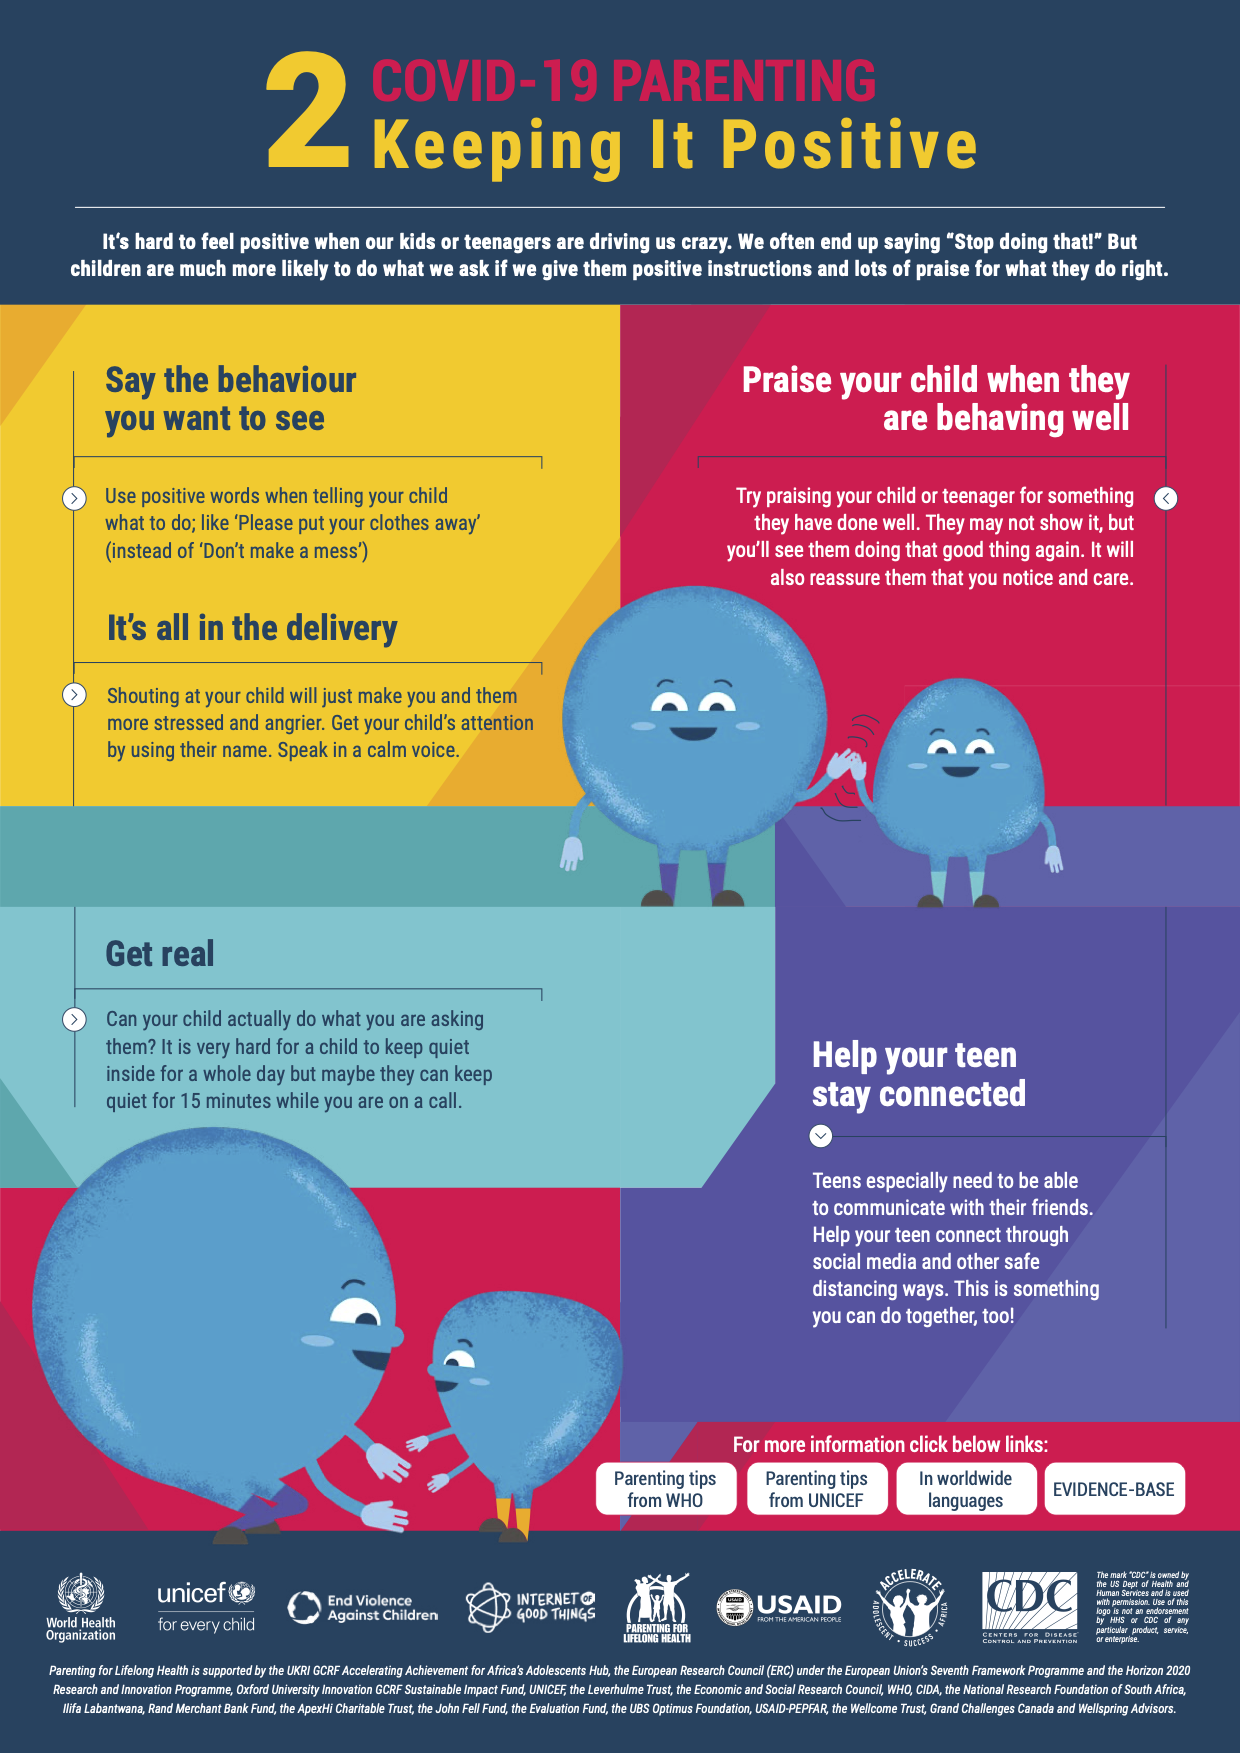 2
COVID-19 PARENTING
Keeping It Positive
It‘s hard to feel positive when our kids or teenagers are driving us crazy. We often end up saying “Stop doing that!” But
children are much more likely to do what we ask if we give them positive instructions and lots of praise for what they do right.
Say the behaviour
you want to see
Use positive words when telling your child
what to do; like ‘Please put your clothes away’
(instead of ‘Don’t make a mess’)
It’s all in the delivery
Shouting at your child will just make you and them
more stressed and angrier. Get your child’s attention
by using their name. Speak in a calm voice.
Praise your child when they
are behaving well
Try praising your child or teenager for something
they have done well. They may not show it, but
you’ll see them doing that good thing again. It will
also reassure them that you notice and care.
Get real
Can your child actually do what you are asking
them? It is very hard for a child to keep quiet
inside for a whole day but maybe they can keep
quiet for 15 minutes while you are on a call.
Help your teen
stay connected
Teens especially need to be able
to communicate with their friends.
Help your teen connect through
social media and other safe
distancing ways. This is something
you can do together, too!
For more information click below links:
Parenting tips
from WHO
Parenting tips
from UNICEF
In worldwide
languages
EVIDENCE-BASE
World Health
Organization
unicef
for every child
End Violence
Against Children
INTERNET OF
GOOD THINGS
PARENTING FOR
LIFELONG HEALTH
USAID
USAID
FROM THE AMERICAN PEOPLE
ACCELERATE
ADOLESCENT • SUCCESS • AFRICA
CDC
CENTERS FOR DISEASE
CONTROL AND PREVENTION
The mark “CDC” is owned by
the US Dept of Health and
Human Services and is used
with permission. Use of this
logo is not an endorsement
by HHS or CDC of any
particular product, service,
or enterprise.
Parenting for Lifelong Health is supported by the UKRI GCRF Accelerating Achievement for Africa’s Adolescents Hub, the European Research Council (ERC) under the European Union’s Seventh Framework Programme and the Horizon 2020
Research and Innovation Programme, Oxford University Innovation GCRF Sustainable Impact Fund, UNICEF, the Leverhulme Trust, the Economic and Social Research Council, WHO, CIDA, the National Research Foundation of South Africa,
Ilifa Labantwana, Rand Merchant Bank Fund, the ApexHi Charitable Trust, the John Fell Fund, the Evaluation Fund, the UBS Optimus Foundation, USAID-PEPFAR, the Wellcome Trust, Grand Challenges Canada and Wellspring Advisors.